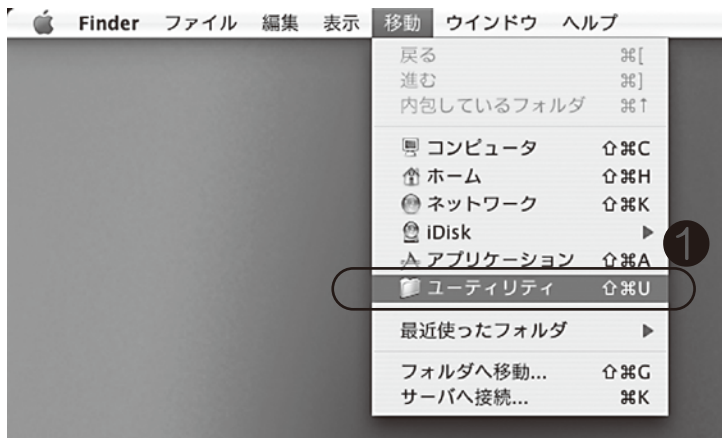 Finder ファイル 編集 表示 移動 ウインドウ ヘルプ
戻る ⌘[
進む ⌘]
内包しているフォルダ ⌘↑
コンピュータ ⇧⌘C
ホーム ⇧⌘H
ネットワーク ⇧⌘K
iDisk ▶
アプリケーション ⇧⌘A
1
ユーティリティ ⇧⌘U
最近使ったフォルダ ▶
フォルダへ移動... ⇧⌘G
サーバへ接続... ⌘K